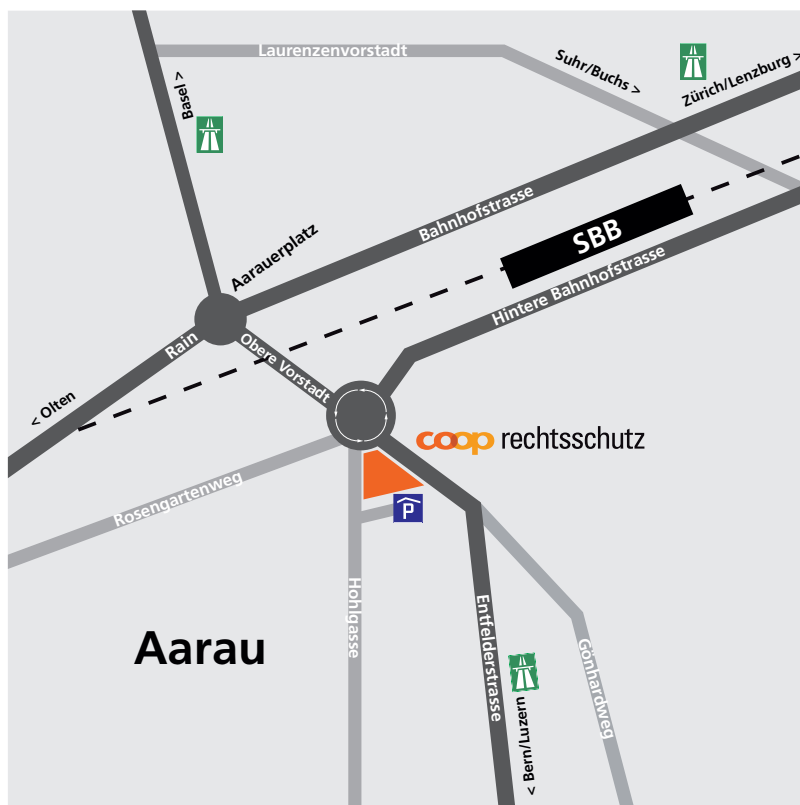 Laurenzenvorstadt
Suhr/Buchs >
Zürich/Lenzburg >
Basel >
Bahnhofstrasse
Aarauerplatz
SBB
Hintere Bahnhofstrasse
Rain
Obere Vorstadt
< Olten
coop rechtsschutz
Rosengartenweg
P
Hohlgasse
Entfelderstrasse
Gönhardweg
Aarau
< Bern/Luzern